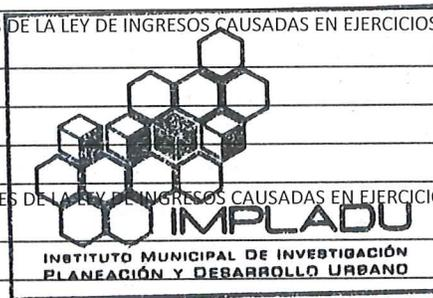 DE LA LEY DE INGRESOS CAUSADAS EN EJERCICIOS
ES DE LA LEY DE INGRESOS CAUSADAS EN EJERCICI
IMPLADU
INSTITUTO MUNICIPAL DE INVESTIGACIÓN
PLANEACIÓN Y DESARROLLO URBANO